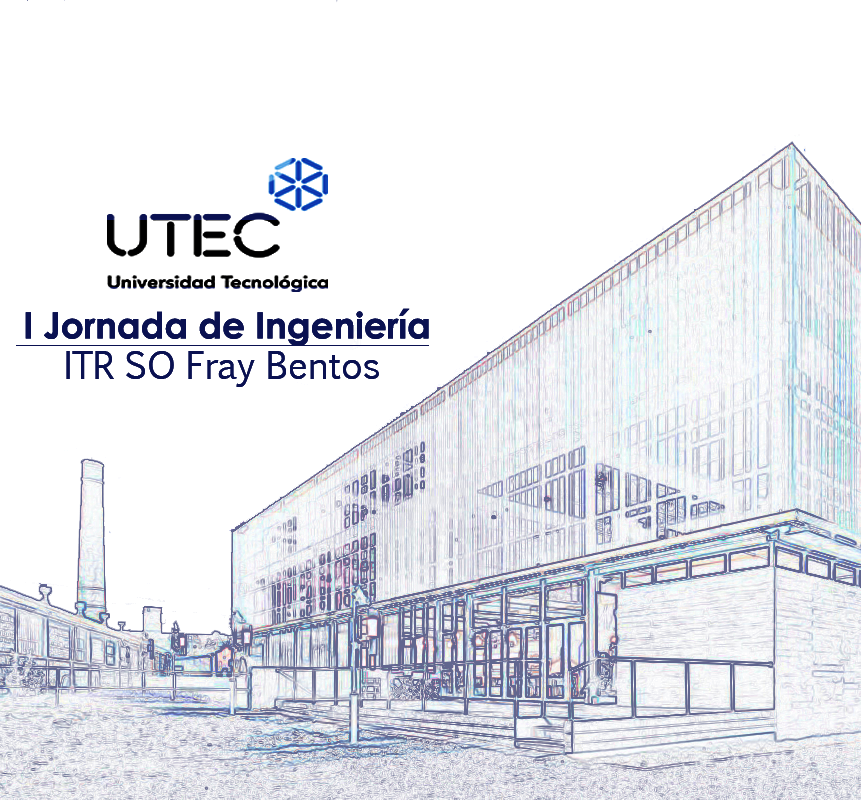 UTEC
Universidad Tecnológica
I Jornada de Ingeniería
ITR SO Fray Bentos